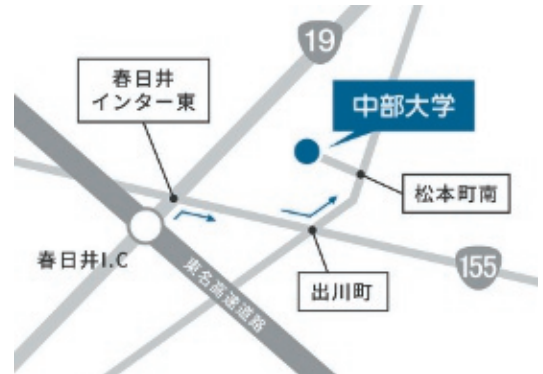 19
春日井
インター東
中部大学
松本町南
春日井I.C
東名高速道路
出川町
155